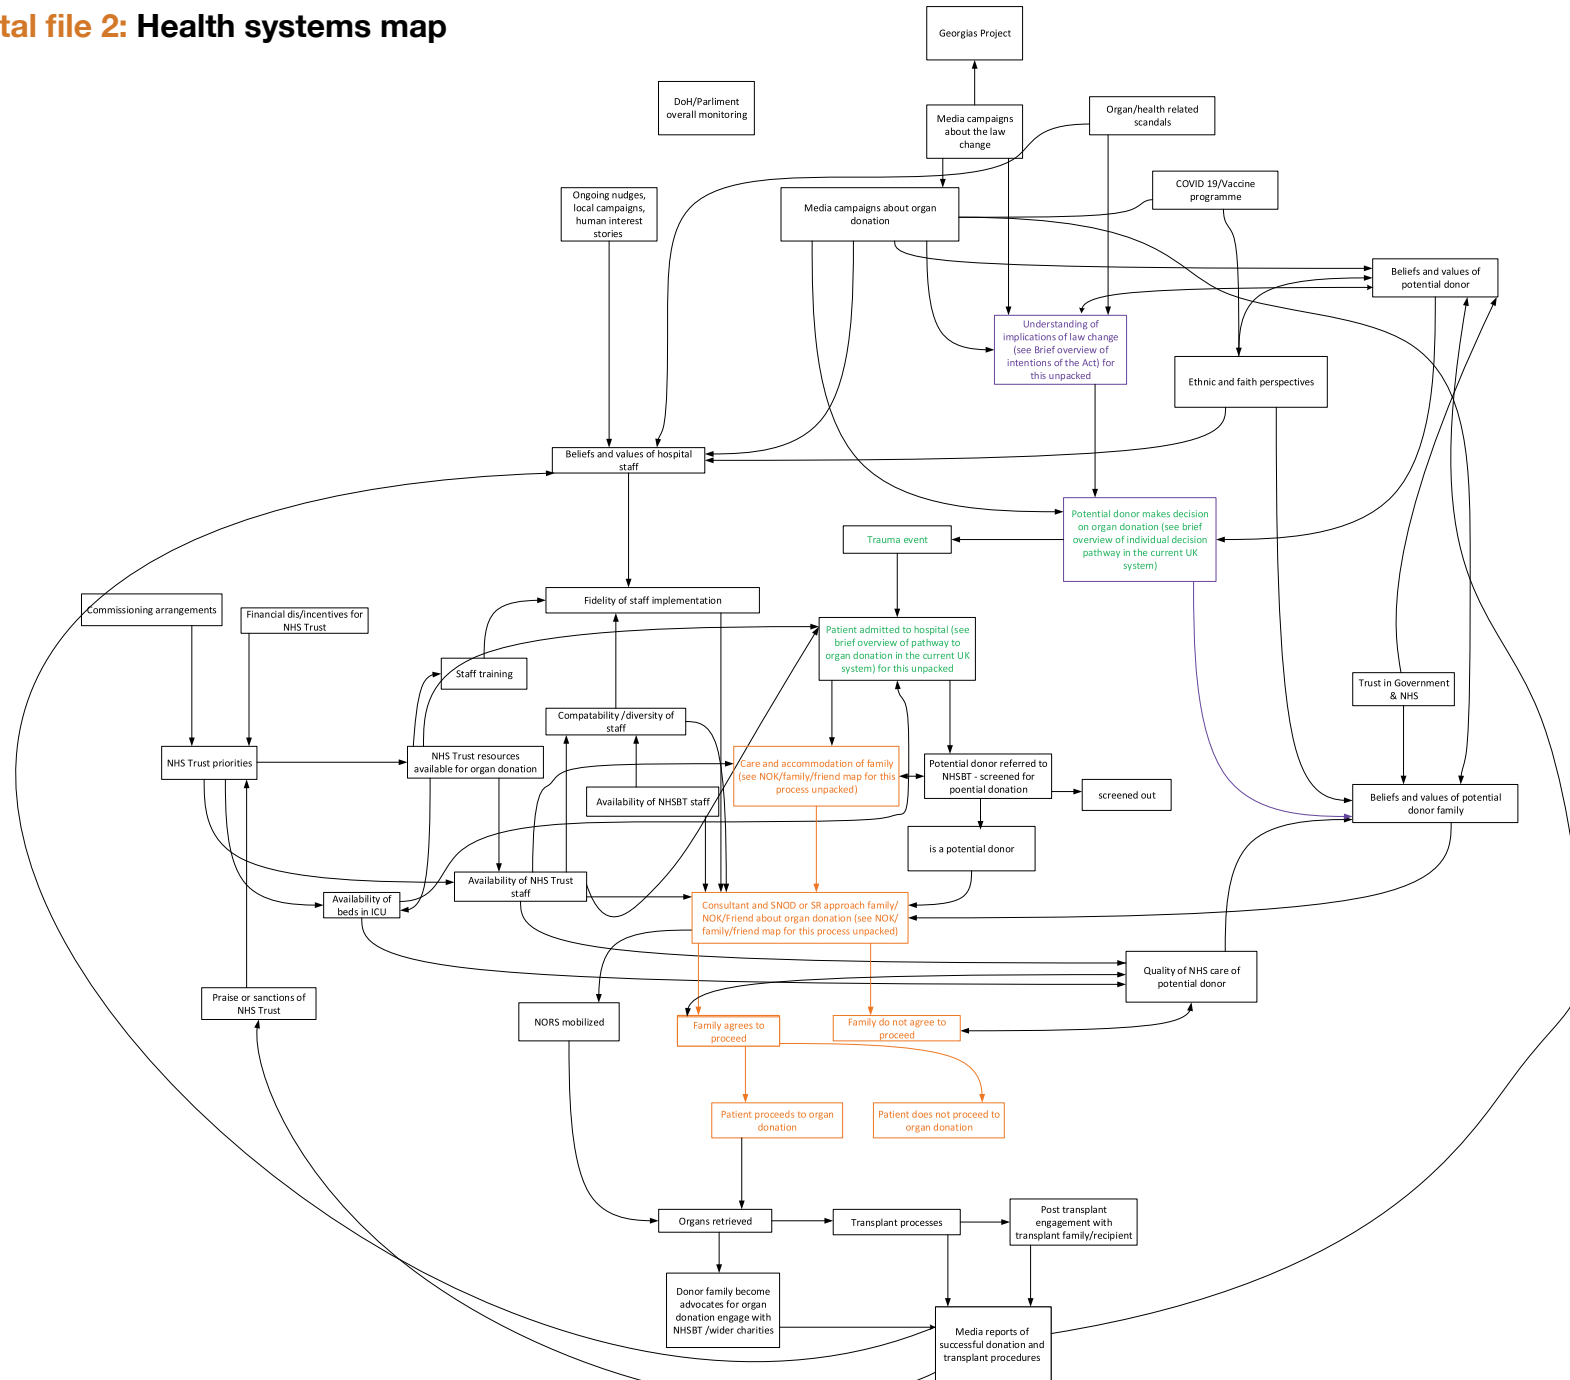 tal file 2: Health systems map
Georgias Project
DoH/Parliment
overall monitoring
Media campaigns
about the law
change
Organ/health related
scandals
Ongoing nudges,
local campaigns,
human interest
stories
Media campaigns about organ
donation
COVID 19/Vaccine
programme
Beliefs and values of
potential donor
Understanding of
implications of law change
(see Brief overview of
intentions of the Act) for
this unpacked
Ethnic and faith perspectives
Beliefs and values of hospital
staff
Potential donor makes decision
on organ donation (see brief
overview of individual decision
pathway in the current UK
system)
Trauma event
Commissioning arrangements
Financial dis/incentives for
NHS Trust
Fidelity of staff implementation
Patient admitted to hospital (see
brief overview of pathway to
organ donation in the current UK
system) for this unpacked
Staff training
Trust in Government
& NHS
Compatability /diversity of
staff
NHS Trust priorities
NHS Trust resources
available for organ donation
Care and accommodation of family
(see NOK/family/friend map for this
process unpacked)
Potential donor referred to
NHSBT - screened for
poential donation
screened out
Availability of NHSBT staff
Beliefs and values of potential
donor family
is a potential donor
Availability of NHS Trust
staff
Availability of
beds in ICU
Consultant and SNOD or SR approach family/
NOK/Friend about organ donation (see NOK/
family/friend map for this process unpacked)
Quality of NHS care of
potential donor
Praise or sanctions of
NHS Trust
NORS mobilized
Family agrees to
proceed
Family do not agree to
proceed
Patient proceeds to organ
donation
Patient does not proceed to
organ donation
Organs retrieved
Transplant processes
Post transplant
engagement with
transplant family/recipient
Donor family become
advocates for organ
donation engage with
NHSBT /wider charities
Media reports of
successful donation and
transplant procedures